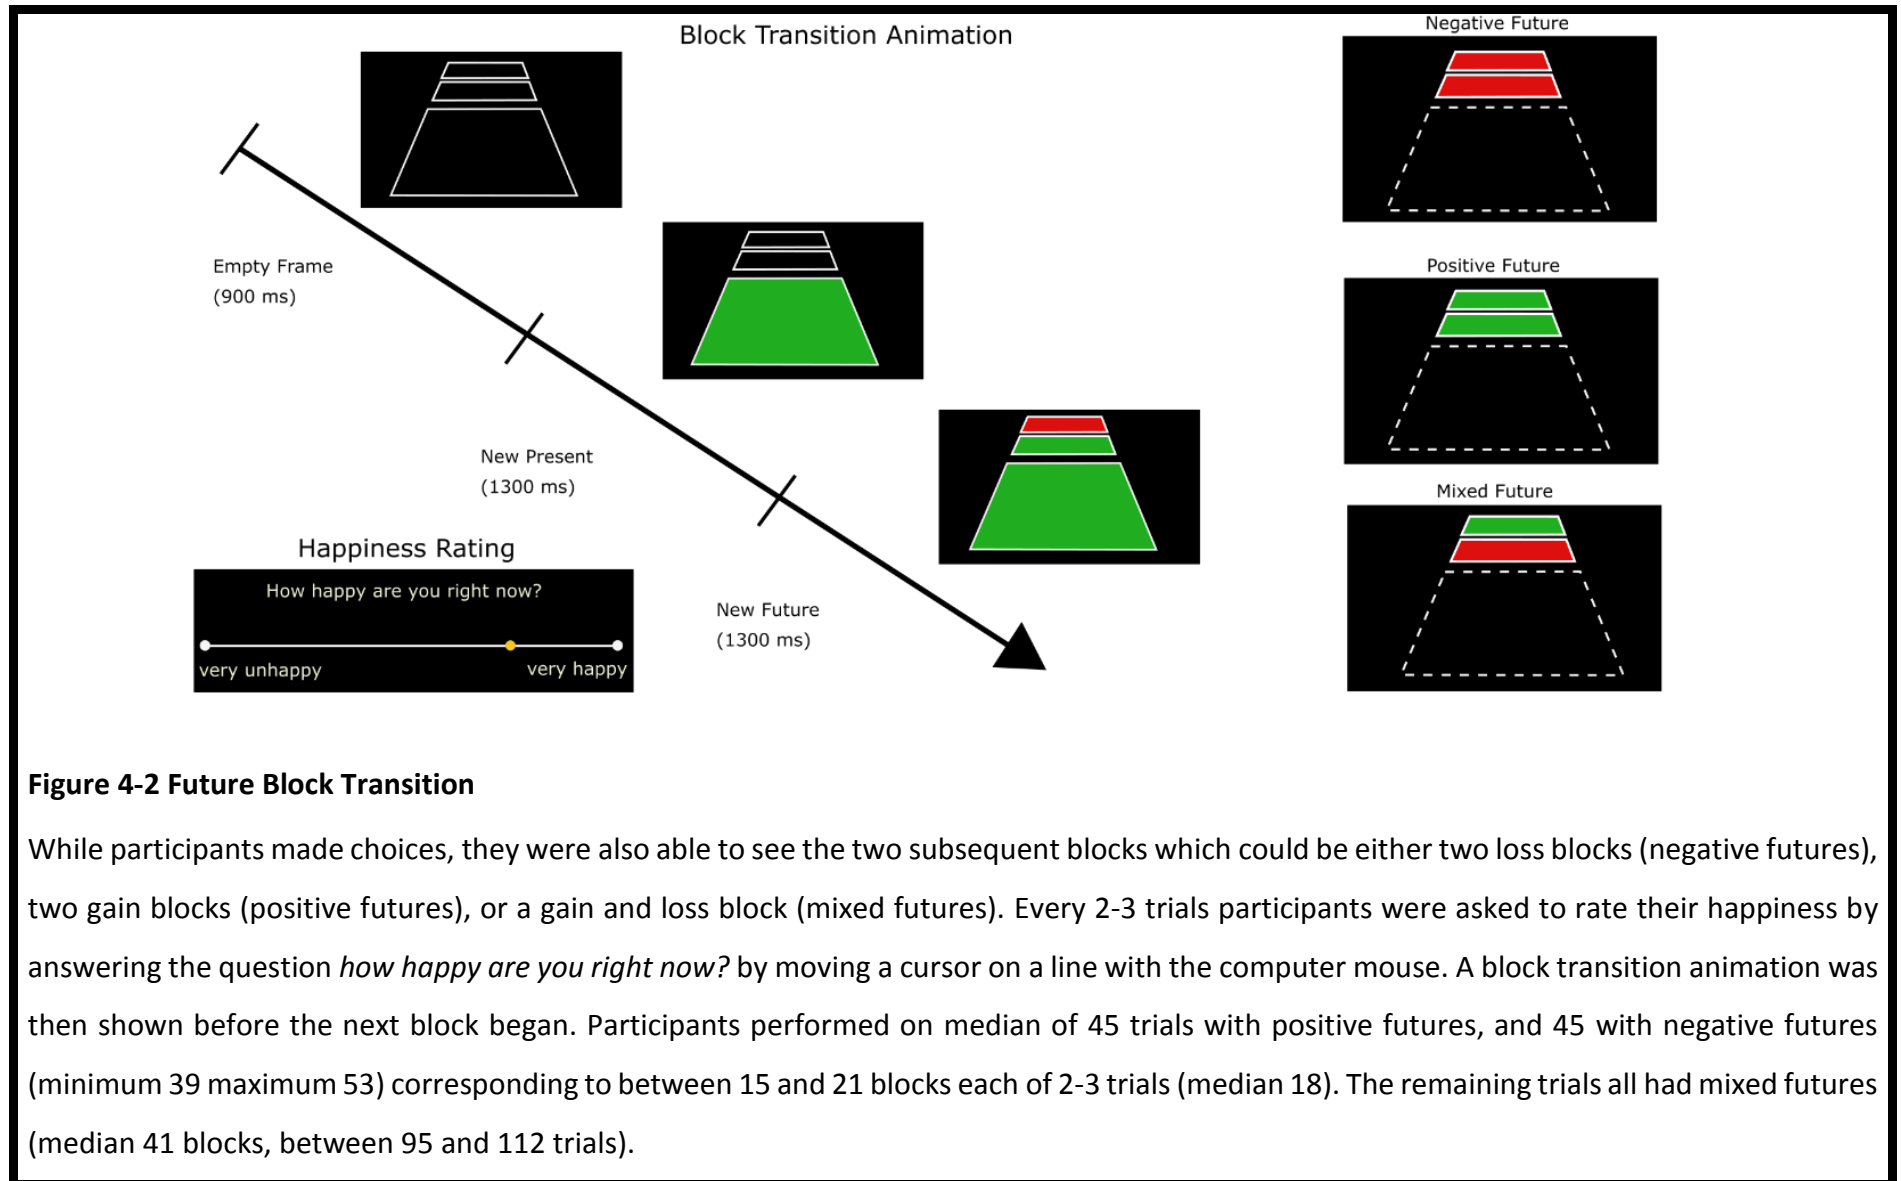 Block Transition Animation
Negative Future
Empty Frame
(900 ms)
Positive Future
New Present
(1300 ms)
Mixed Future
Happiness Rating
How happy are you right now?
very unhappy
very happy
New Future
(1300 ms)
Figure 4-2 Future Block Transition
While participants made choices, they were also able to see the two subsequent blocks which could be either two loss blocks (negative futures),
two gain blocks (positive futures), or a gain and loss block (mixed futures). Every 2-3 trials participants were asked to rate their happiness by
answering the question how happy are you right now? by moving a cursor on a line with the computer mouse. A block transition animation was
then shown before the next block began. Participants performed on median of 45 trials with positive futures, and 45 with negative futures
(minimum 39 maximum 53) corresponding to between 15 and 21 blocks each of 2-3 trials (median 18). The remaining trials all had mixed futures
(median 41 blocks, between 95 and 112 trials).